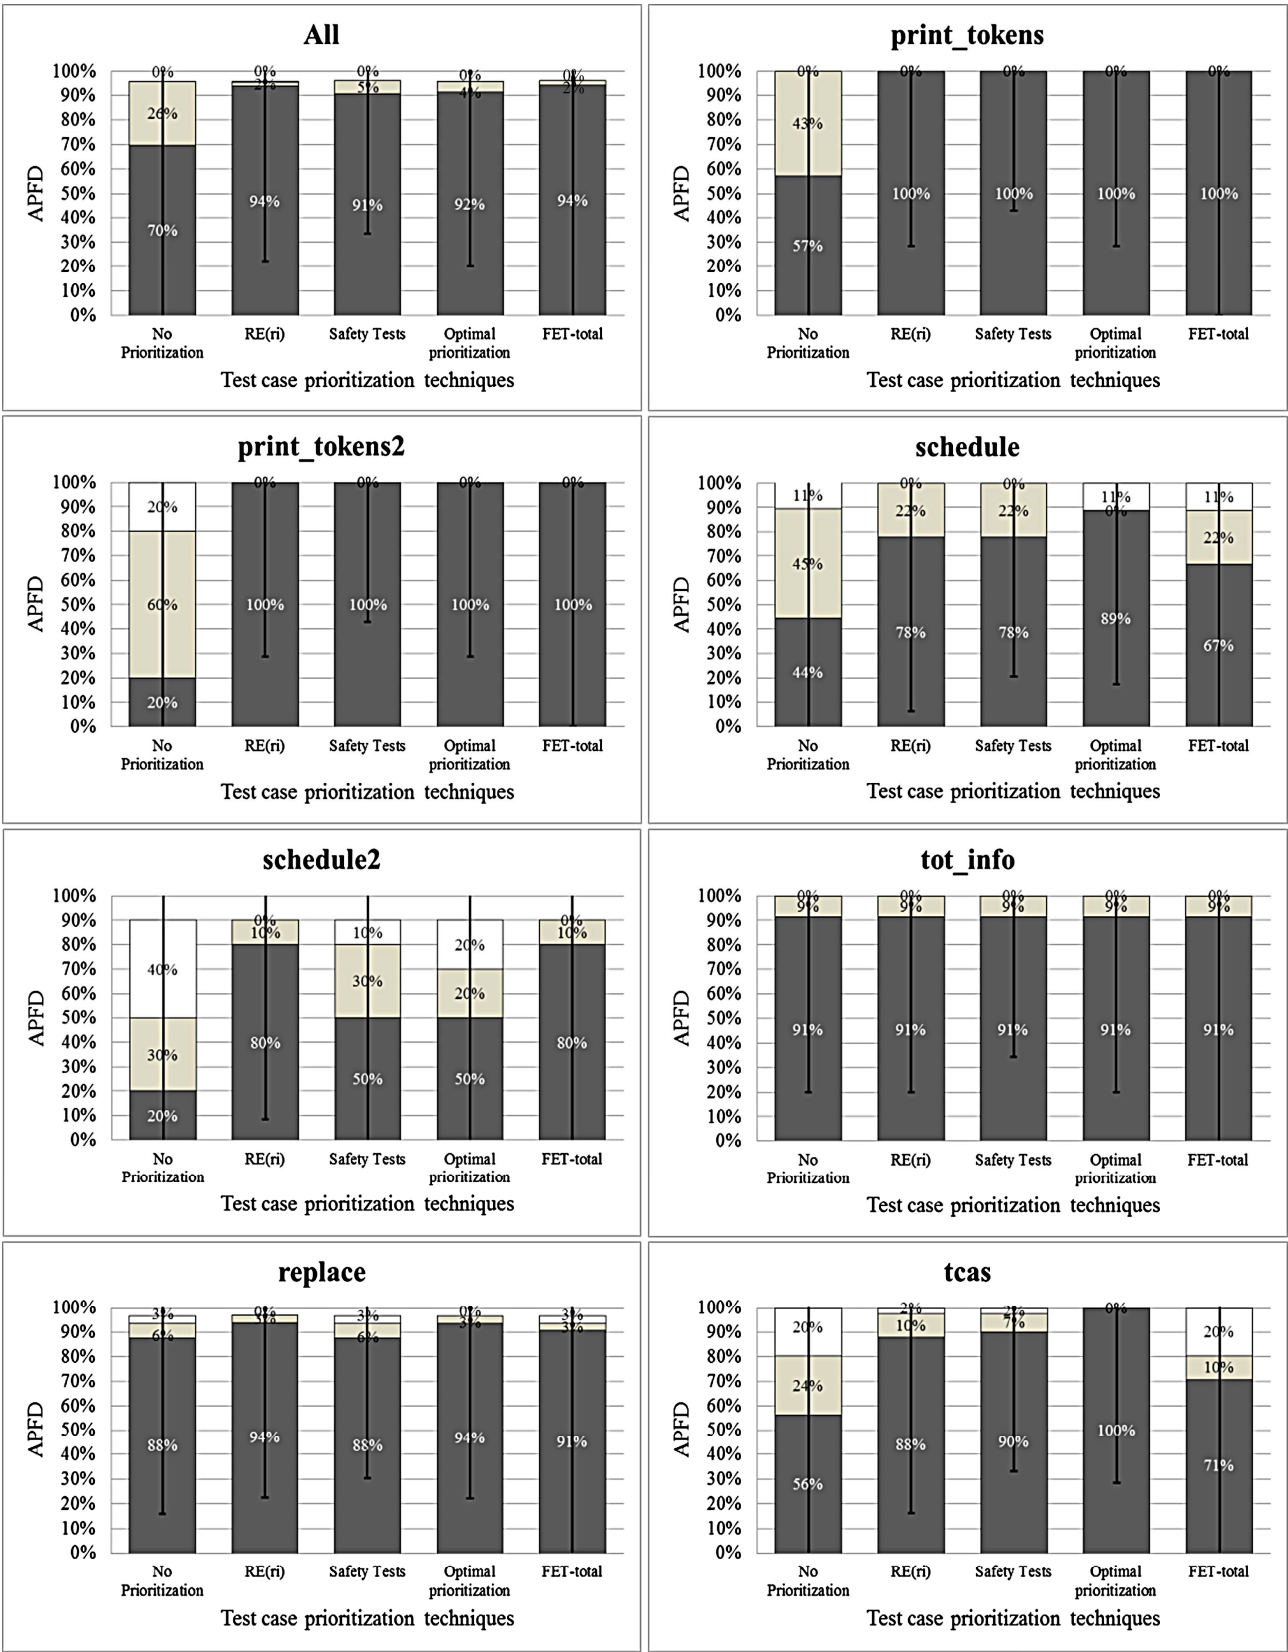 All
100%
90%
80%
70%
60%
50%
40%
30%
20%
10%
0%
APFD
0% 0% 0% 0% 0%
26% 2% 5% 4% 2%
70% 94% 91% 92% 94%
No Prioritization RE(ri) Safety Tests Optimal prioritization FET-total
Test case prioritization techniques
print_tokens
100%
90%
80%
70%
60%
50%
40%
30%
20%
10%
0%
APFD
0% 0% 0% 0% 0%
43%
57% 100% 100% 100% 100%
No Prioritization RE(ri) Safety Tests Optimal prioritization FET-total
Test case prioritization techniques
print_tokens2
100%
90%
80%
70%
60%
50%
40%
30%
20%
10%
0%
APFD
20% 0% 0% 0% 0%
60%
20% 100% 100% 100% 100%
No Prioritization RE(ri) Safety Tests Optimal prioritization FET-total
Test case prioritization techniques
schedule
100%
90%
80%
70%
60%
50%
40%
30%
20%
10%
0%
APFD
11% 0% 0% 11% 11%
45% 22% 22% 0% 22%
44% 78% 78% 89% 67%
No Prioritization RE(ri) Safety Tests Optimal prioritization FET-total
Test case prioritization techniques
schedule2
100%
90%
80%
70%
60%
50%
40%
30%
20%
10%
0%
APFD
40% 0% 10% 20% 0%
30% 10% 30% 20% 10%
20% 80% 50% 50% 80%
No Prioritization RE(ri) Safety Tests Optimal prioritization FET-total
Test case prioritization techniques
tot_info
100%
90%
80%
70%
60%
50%
40%
30%
20%
10%
0%
APFD
0% 0% 0% 0% 0%
9% 9% 9% 9% 9%
91% 91% 91% 91% 91%
No Prioritization RE(ri) Safety Tests Optimal prioritization FET-total
Test case prioritization techniques
replace
100%
90%
80%
70%
60%
50%
40%
30%
20%
10%
0%
APFD
3% 0% 3% 0% 3%
6% 3% 6% 3% 3%
88% 94% 88% 94% 91%
No Prioritization RE(ri) Safety Tests Optimal prioritization FET-total
Test case prioritization techniques
tcas
100%
90%
80%
70%
60%
50%
40%
30%
20%
10%
0%
APFD
20% 2% 2% 0% 20%
24% 10% 7% 10%
56% 88% 90% 100% 71%
No Prioritization RE(ri) Safety Tests Optimal prioritization FET-total
Test case prioritization techniques